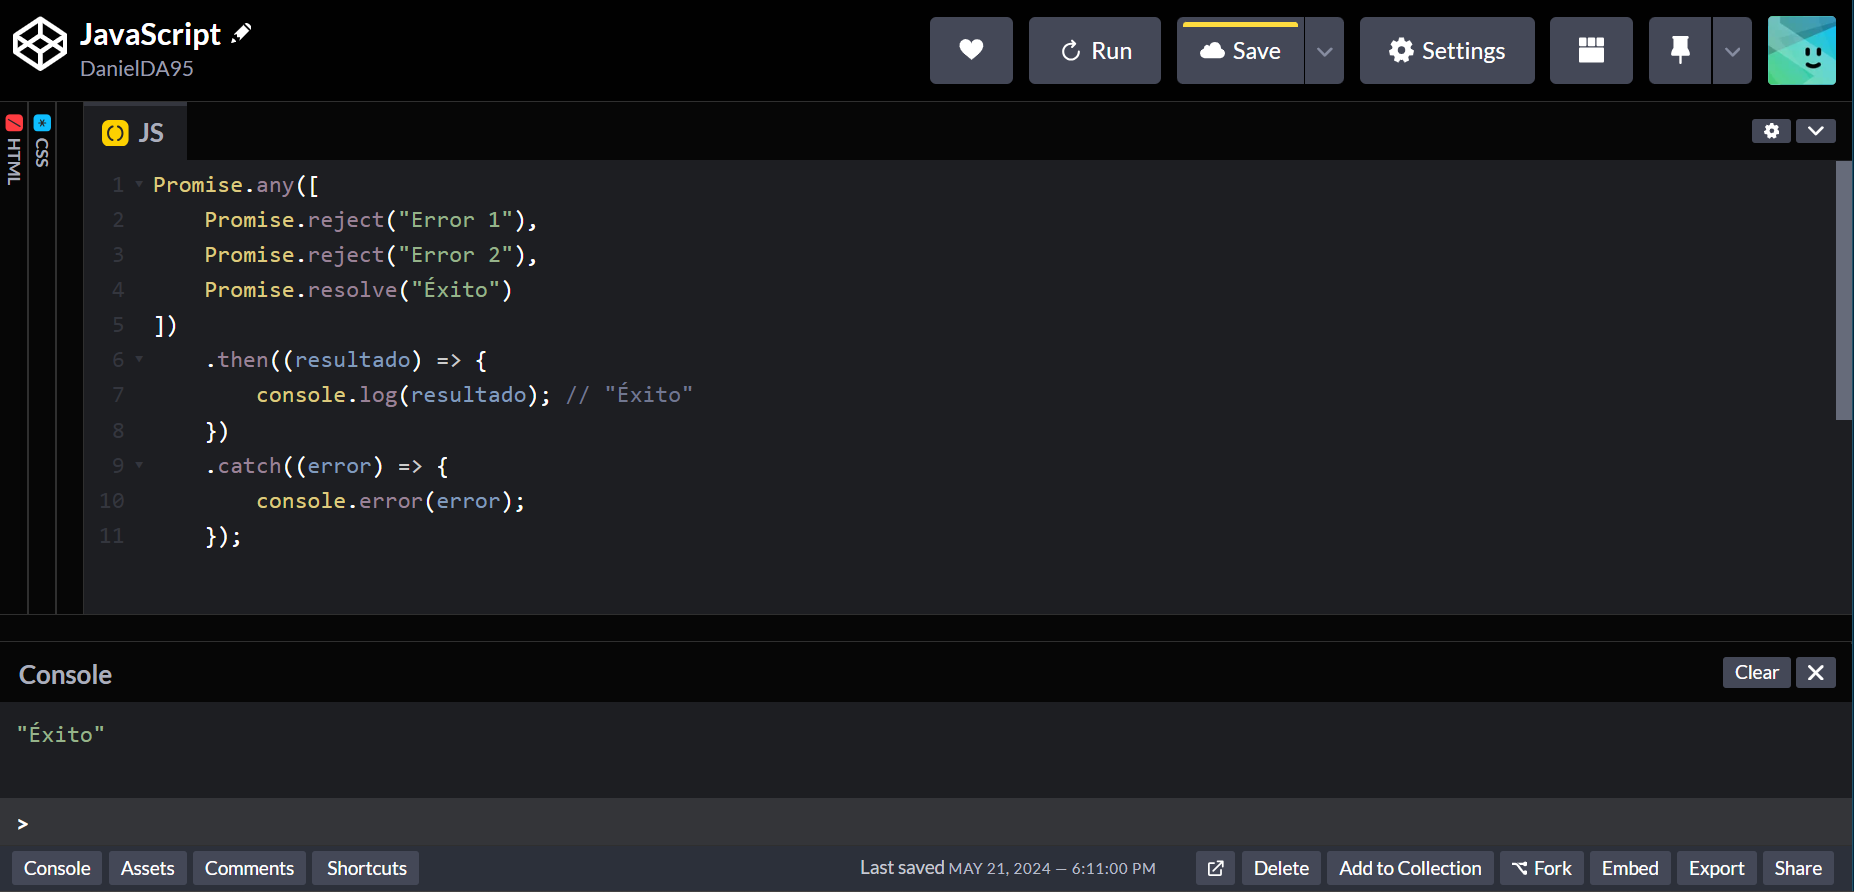 JavaScript
DanielDA95
Run
Save
Settings
HTML
CSS
JS
1 Promise.any([
2 Promise.reject("Error 1"),
3 Promise.reject("Error 2"),
4 Promise.resolve("Éxito")
5 ])
6 .then((resultado) => {
7 console.log(resultado); // "Éxito"
8 })
9 .catch((error) => {
10 console.error(error);
11 });
Console
Clear
"Éxito"
>
Console Assets Comments Shortcuts Last saved MAY 21, 2024 — 6:11:00 PM Delete Add to Collection Fork Embed Export Share